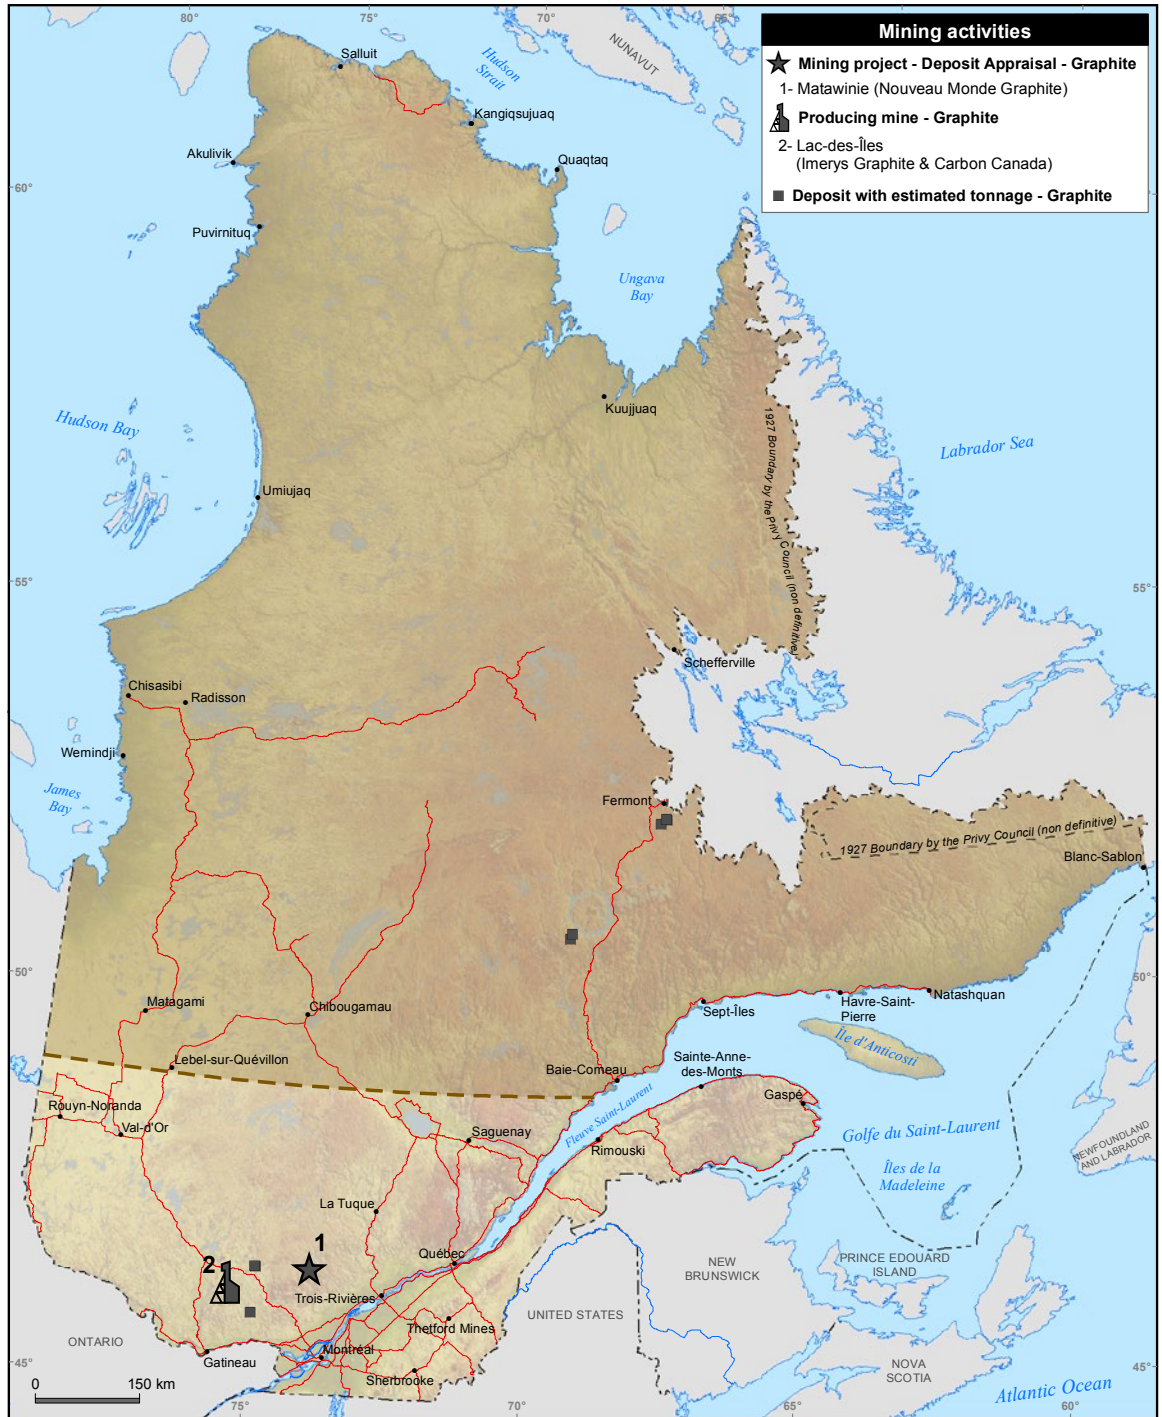 80°
75°
70°
65°
60°
Mining activities
Mining project - Deposit Appraisal - Graphite
1- Matawinie (Nouveau Monde Graphite)
Producing mine - Graphite
2- Lac-des-Îles
(Imerys Graphite & Carbon Canada)
Deposit with estimated tonnage - Graphite
NUNAVUT
Hudson
Strait
Salluit
Kangiqsujuaq
Akulivik
Quaqtaq
60°
60°
Puvirnituq
Ungava
Bay
Kuujjuaq
Hudson Bay
Labrador Sea
1927 Boundary by the Privy Council (non definitive)
Umiujaq
55°
55°
Schefferville
Chisasibi
Radisson
Wemindji
James
Bay
Fermont
1927 Boundary by the Privy Council (non definitive)
Blanc-Sablon
50°
50°
Matagami
Chibougamau
Sept-Îles
Havre-Saint-
Pierre
Natashquan
Île d'Anticosti
Lebel-sur-Quévillon
Baie-Comeau
Sainte-Anne-
des-Monts
Gaspé
Rouyn-Noranda
Val-d'Or
Saguenay
Fleuve Saint-Laurent
Rimouski
Golfe du Saint-Laurent
Îles de la
Madeleine
NEWFOUNDLAND
AND LABRADOR
La Tuque
1
2
Québec
Trois-Rivières
NEW
BRUNSWICK
PRINCE EDOUARD
ISLAND
UNITED STATES
Thetford Mines
ONTARIO
Gatineau
Montréal
Sherbrooke
NOVA
SCOTIA
45°
45°
Atlantic Ocean
0
150 km
75°
70°
65°
60°